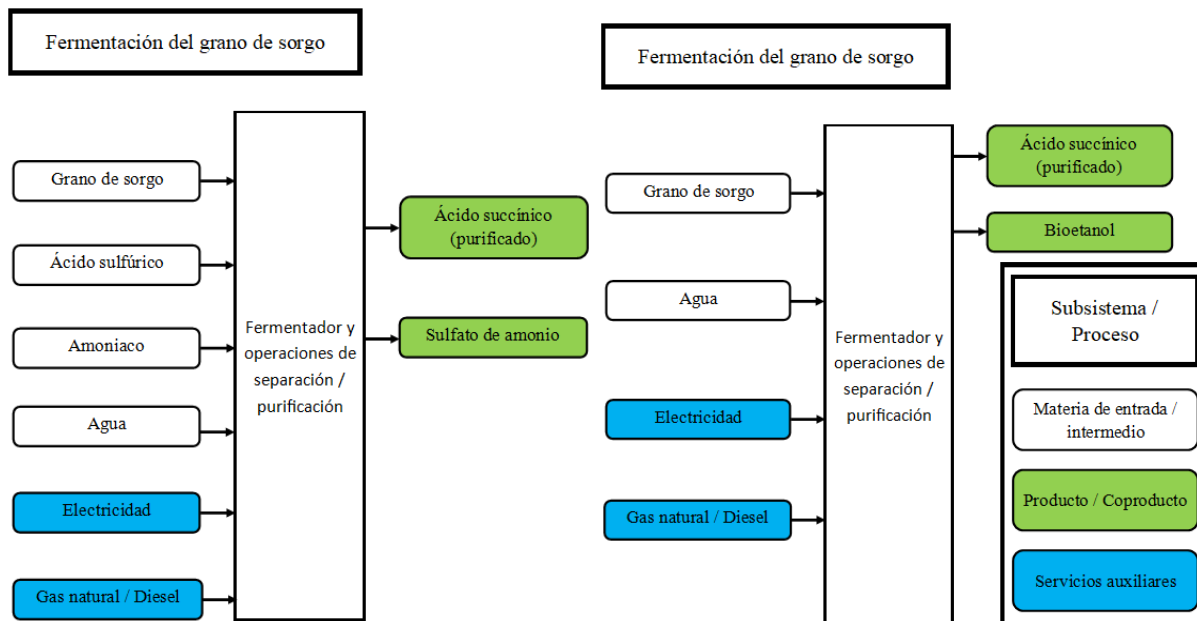 Fermentación del grano de sorgo
Grano de sorgo
Ácido sulfúrico
Amoniaco
Agua
Electricidad
Gas natural / Diesel
Fermentador y
operaciones de
separación /
purificación
Ácido succínico
(purificado)
Sulfato de amonio
Fermentación del grano de sorgo
Grano de sorgo
Agua
Electricidad
Gas natural / Diesel
Fermentador y
operaciones de
separación /
purificación
Ácido succínico
(purificado)
Bioetanol
Subsistema /
Proceso
Materia de entrada /
intermedio
Producto / Coproducto
Servicios auxiliares